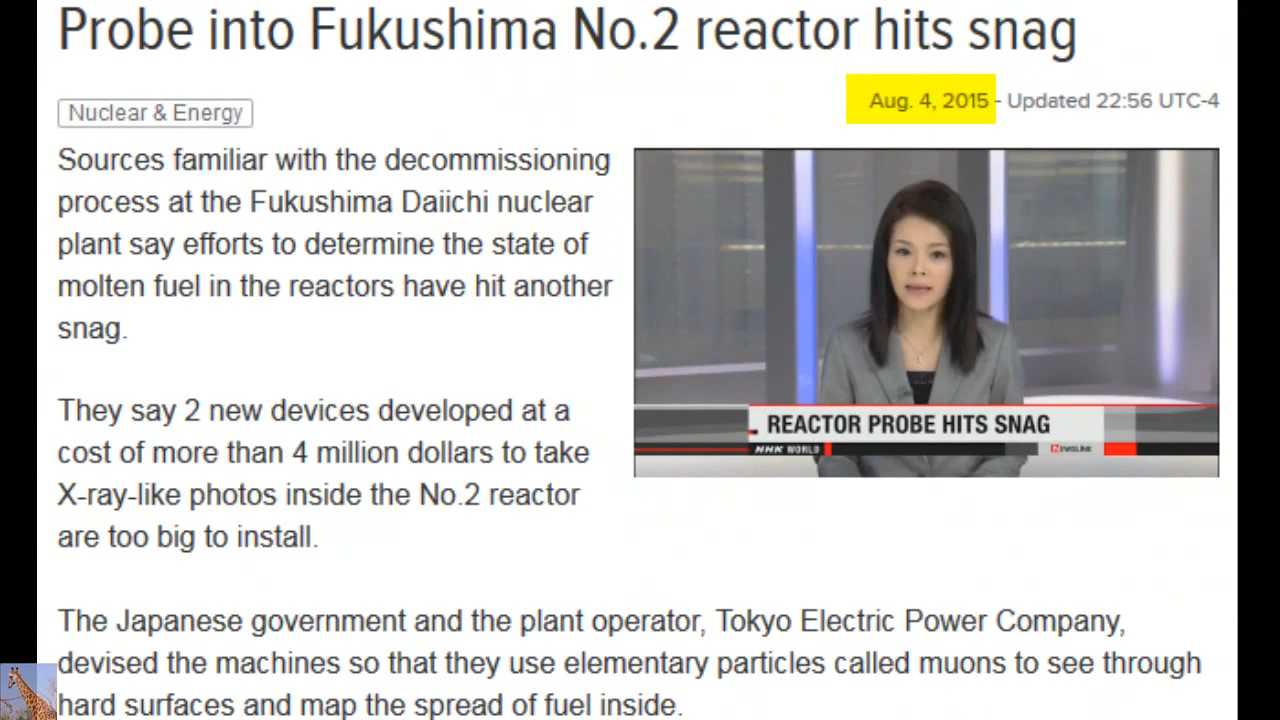 Probe into Fukushima No.2 reactor hits snag
Nuclear & Energy
Aug. 4, 2015 - Updated 22:56 UTC-4
Sources familiar with the decommissioning
process at the Fukushima Daiichi nuclear
plant say efforts to determine the state of
molten fuel in the reactors have hit another
snag.
They say 2 new devices developed at a
cost of more than 4 million dollars to take
X-ray-like photos inside the No.2 reactor
are too big to install.
REACTOR PROBE HITS SNAG
NHK WORLD
NEWSLINE
The Japanese government and the plant operator, Tokyo Electric Power Company,
devised the machines so that they use elementary particles called muons to see through
hard surfaces and map the spread of fuel inside.